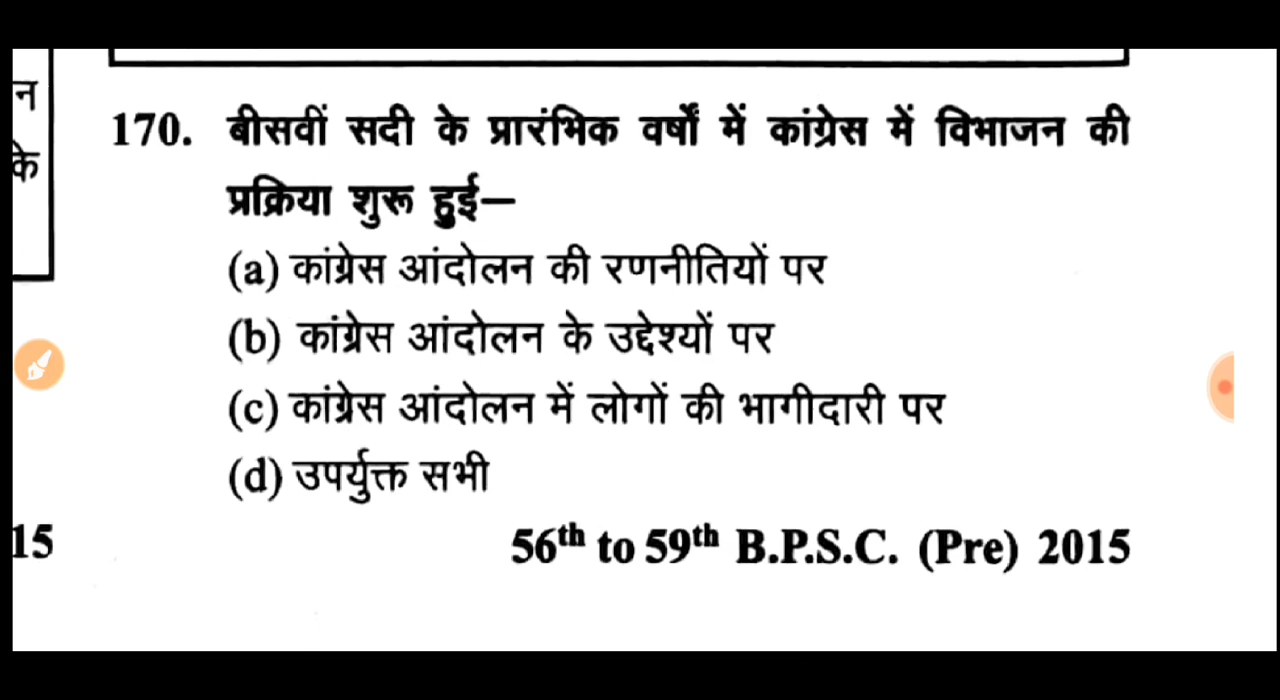 न
के
170. बीसवीं सदी के प्रारंभिक वर्षों में कांग्रेस में विभाजन की
प्रक्रिया शुरू हुई–
(a) कांग्रेस आंदोलन की रणनीतियों पर
(b) कांग्रेस आंदोलन के उद्देश्यों पर
(c) कांग्रेस आंदोलन में लोगों की भागीदारी पर
(d) उपर्युक्त सभी
15
56th to 59th B.P.S.C. (Pre) 2015